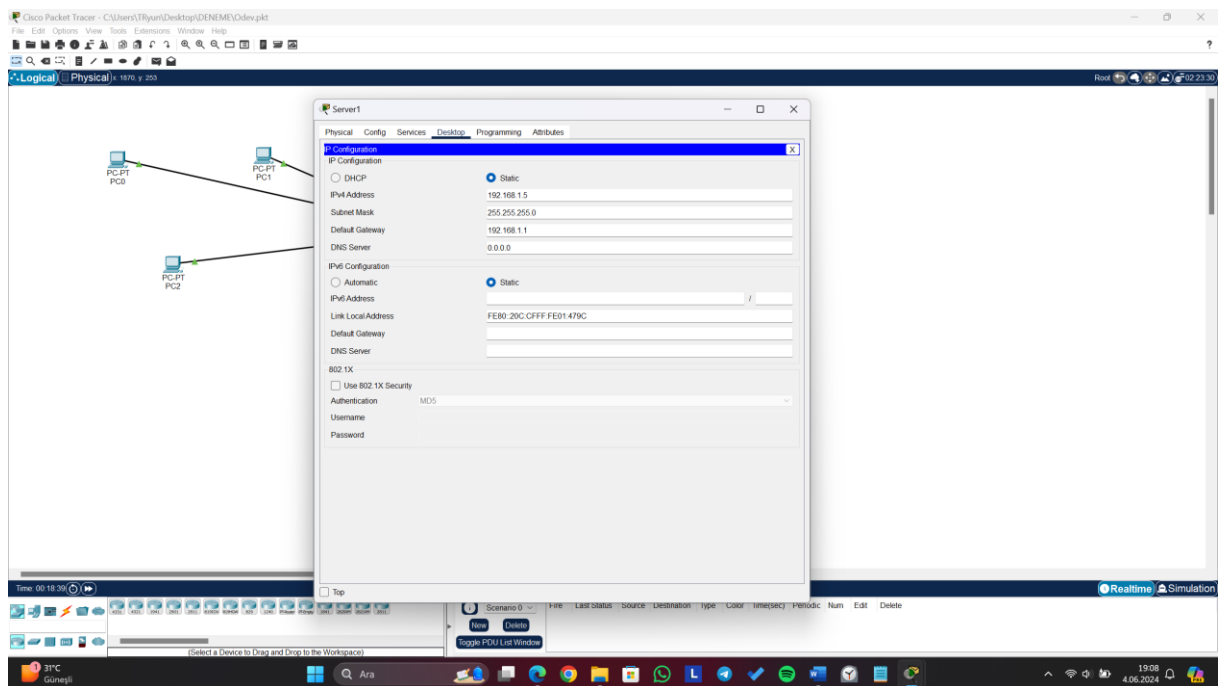 Cisco Packet Tracer - C:\Users\TRyun\Desktop\DENEME\Odev.pkt
File Edit Options View Tools Extensions Window Help
?
Logical Physical x: 1870, y: 253
Root 02:23:30
PC-PT
PC0
PC-PT
PC1
PC-PT
PC2
Server1
Physical Config Services Desktop Programming Attributes
IP Configuration X
IP Configuration
DHCP Static
IPv4 Address 192.168.1.5
Subnet Mask 255.255.255.0
Default Gateway 192.168.1.1
DNS Server 0.0.0.0
IPv6 Configuration
Automatic Static
IPv6 Address /
Link Local Address FE80::20C:CFFF:FE01:479C
Default Gateway
DNS Server
802.1X
Use 802.1X Security
Authentication MD5
Username
Password
Top
Time: 00:18:39
Realtime Simulation
Scenario 0 Fire Last Status Source Destination Type Color Time(sec) Periodic Num Edit Delete
New Delete
Toggle PDU List Window
(Select a Device to Drag and Drop to the Workspace)
1 31°C
Güneşli
Ara
19:08
4.06.2024